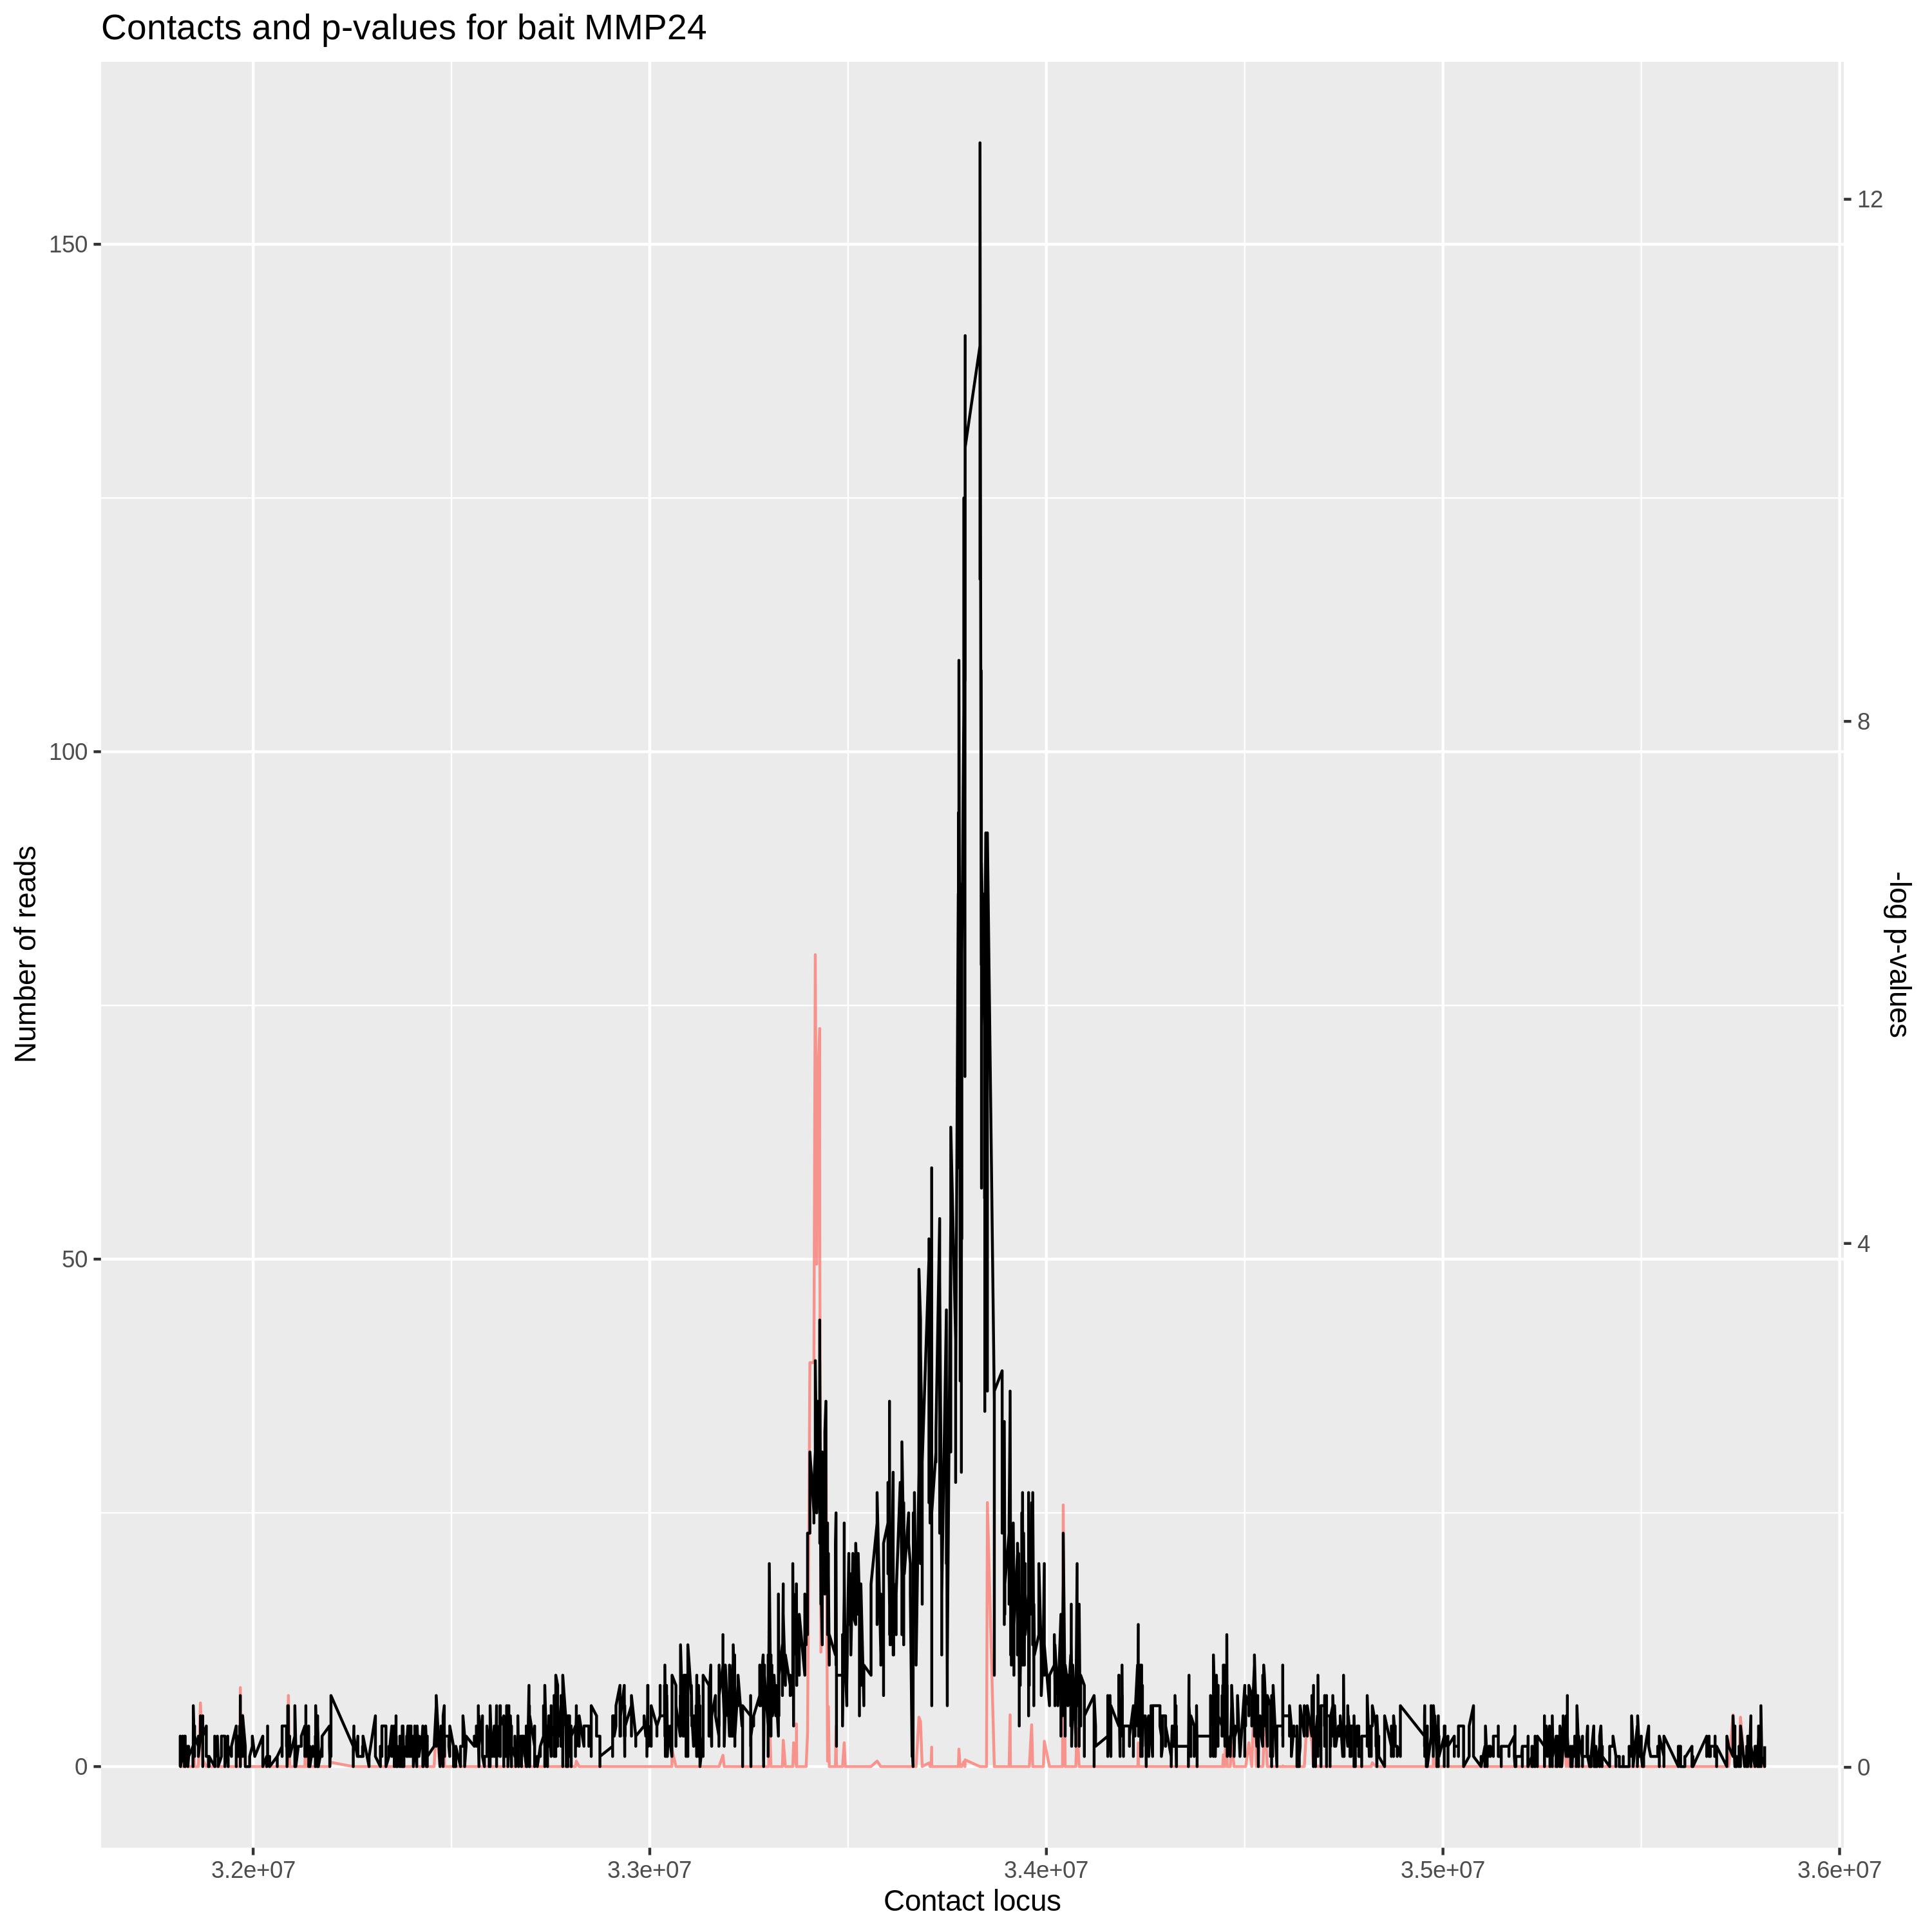 Contacts and p-values for bait MMP24
150
100
50
0
Number of reads
12
8
4
0
-log p-values
3.2e+07
3.3e+07
3.4e+07
3.5e+07
3.6e+07
Contact locus